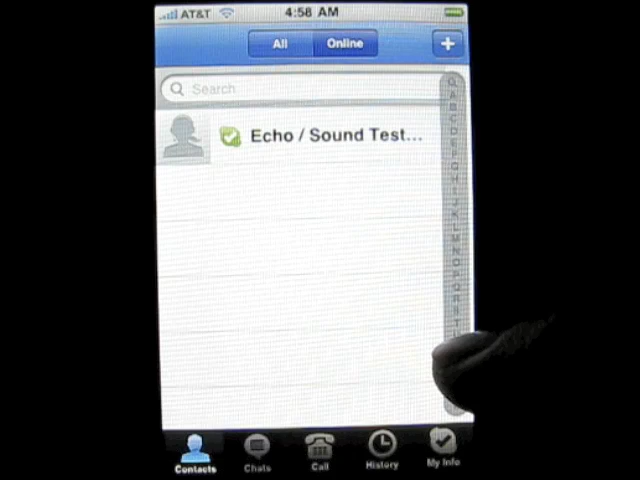 AT&T 4:58 AM
All Online +
Search
Echo / Sound Test...
A
B
C
D
E
F
G
H
I
J
K
L
M
N
O
P
Q
R
S
T
Contacts Chats Call History My Info